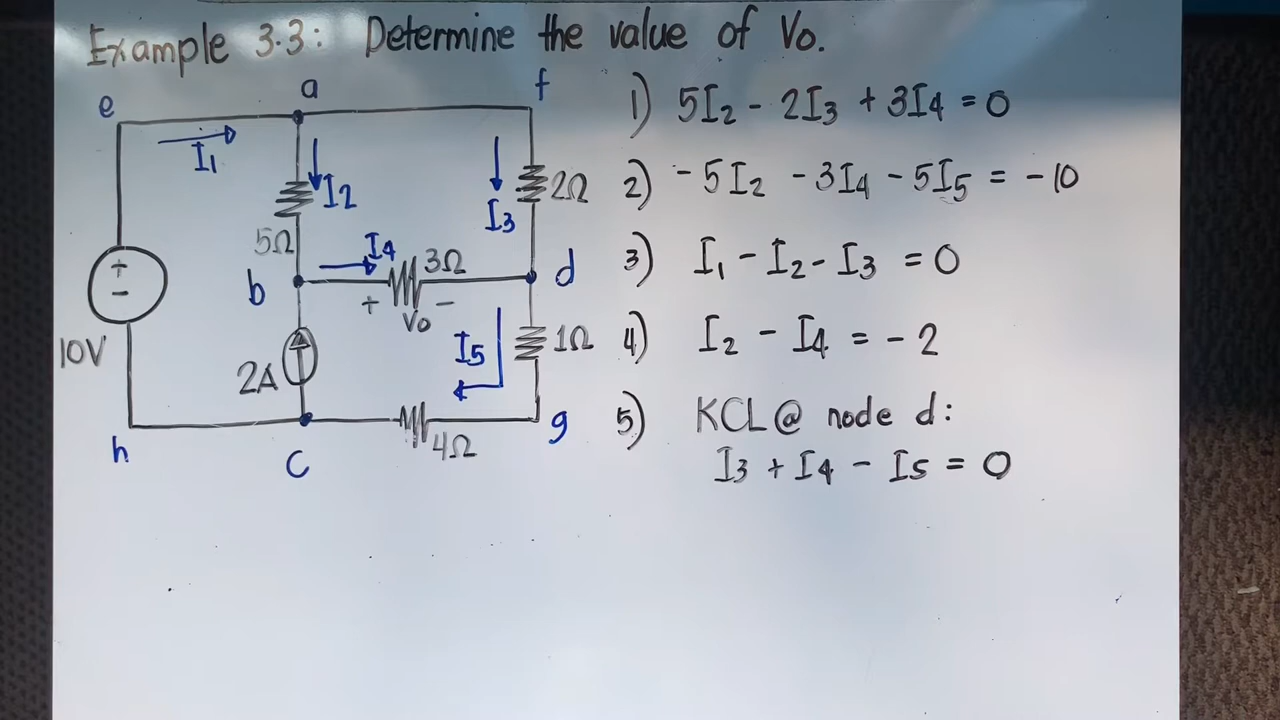 Example 3.3: Determine the value of Vo.
e
a
f
I1
I2
5Ω
I3
2Ω
b
I4
3Ω
d
+
-
+ Vo -
10V
2A
I5
1Ω
h
c
4Ω
g
1) 5I2 - 2I3 + 3I4 = 0
2) -5I2 - 3I4 - 5I5 = -10
3) I1 - I2 - I3 = 0
4) I2 - I4 = -2
5) KCL@ node d:
I3 + I4 - I5 = 0